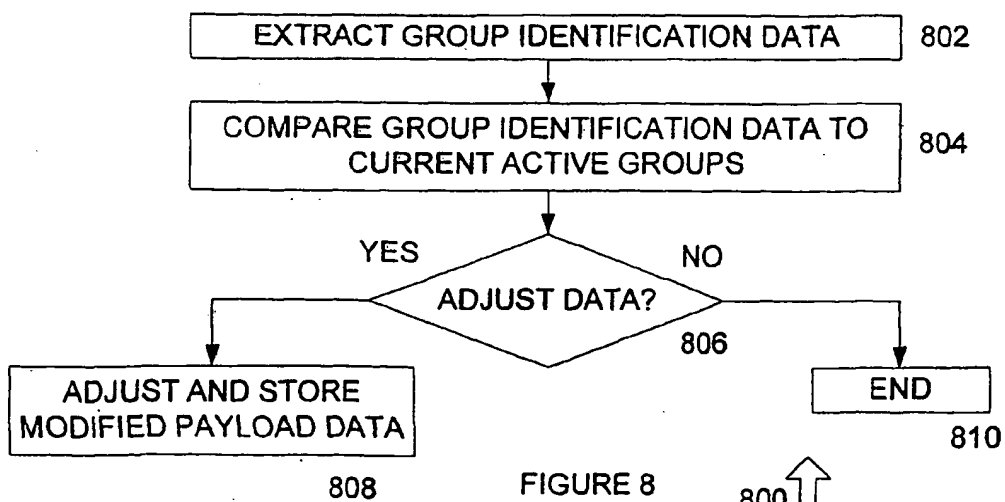 EXTRACT GROUP IDENTIFICATION DATA 802
COMPARE GROUP IDENTIFICATION DATA TO
CURRENT ACTIVE GROUPS
804
YES
NO
ADJUST DATA?
806
ADJUST AND STORE
MODIFIED PAYLOAD DATA
END
810
808
FIGURE 8
800